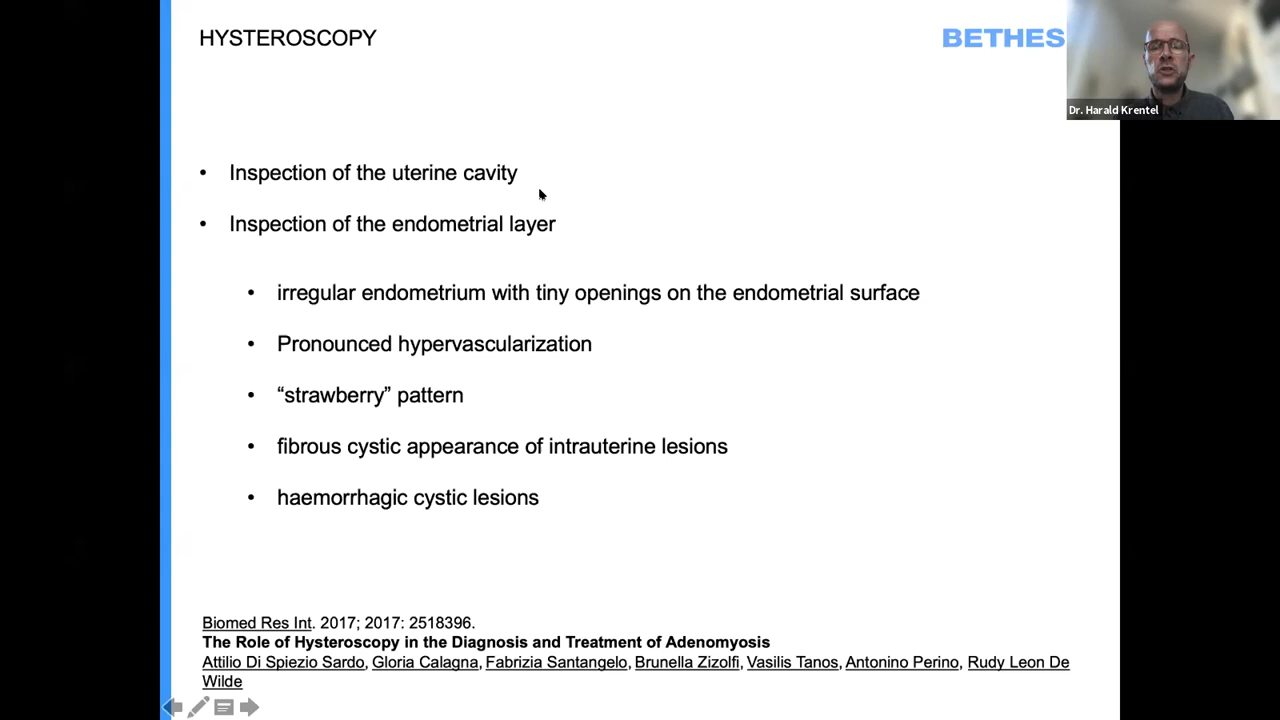 HYSTEROSCOPY
BETHES
Dr. Harald Krentel
• Inspection of the uterine cavity
• Inspection of the endometrial layer
• irregular endometrium with tiny openings on the endometrial surface
• Pronounced hypervascularization
• “strawberry” pattern
• fibrous cystic appearance of intrauterine lesions
• haemorrhagic cystic lesions
Biomed Res Int. 2017; 2017: 2518396.
The Role of Hysteroscopy in the Diagnosis and Treatment of Adenomyosis
Attilio Di Spiezio Sardo, Gloria Calagna, Fabrizia Santangelo, Brunella Zizolfi, Vasilis Tanos, Antonino Perino, Rudy Leon De
Wilde